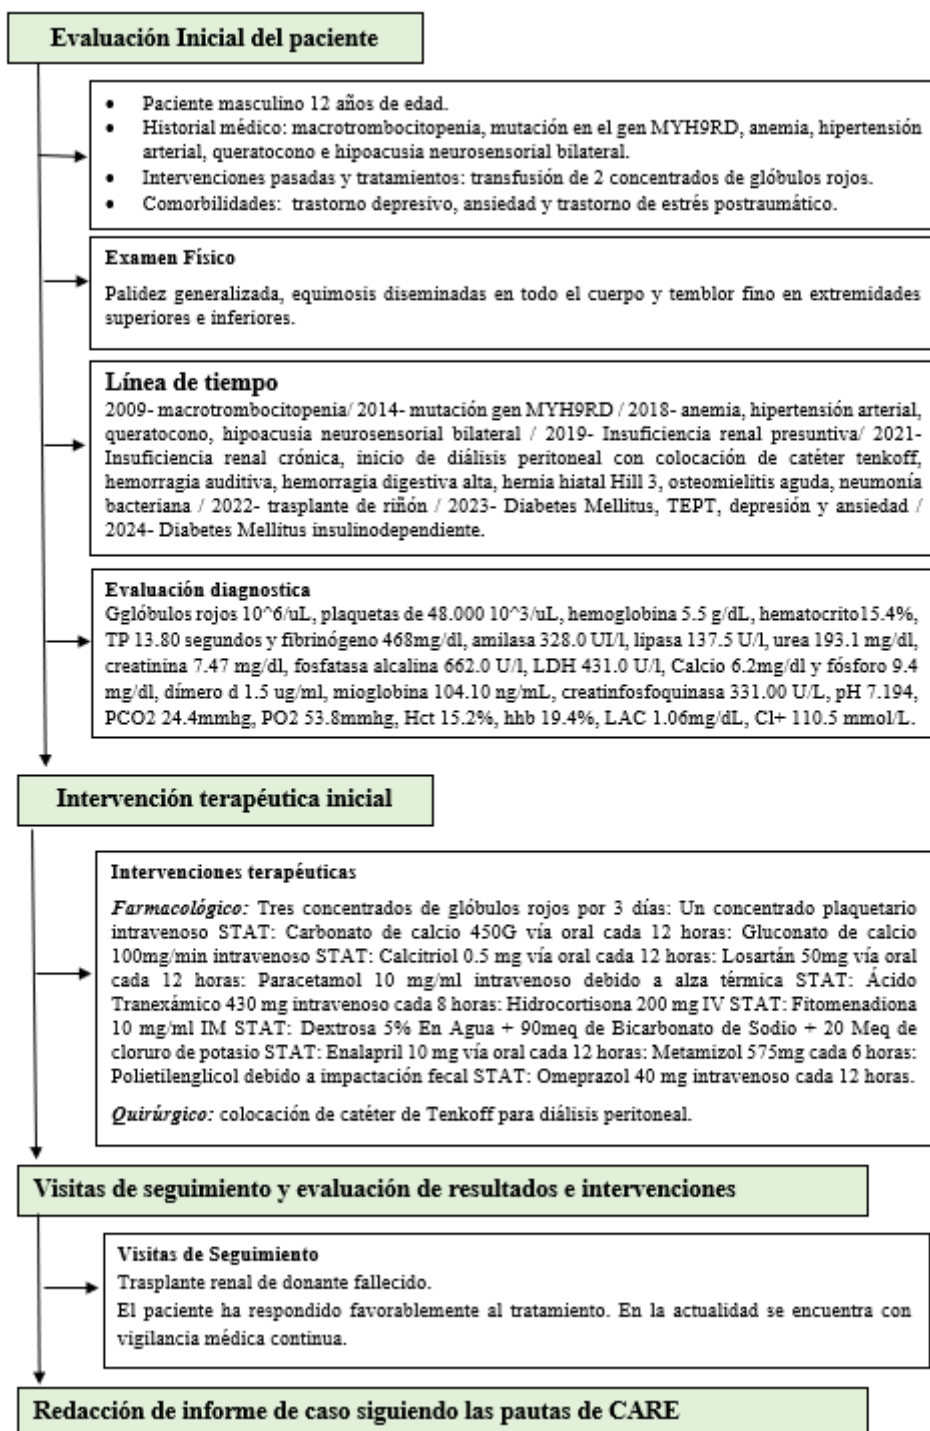 Evaluación Inicial del paciente
• Paciente masculino 12 años de edad.
• Historial médico: macrotrombocitopenia, mutación en el gen MYH9RD, anemia, hipertensión
arterial, queratocono e hipoacusia neurosensorial bilateral.
• Intervenciones pasadas y tratamientos: transfusión de 2 concentrados de glóbulos rojos.
• Comorbilidades: trastorno depresivo, ansiedad y trastorno de estrés postraumático.
Examen Físico
Palidez generalizada, equimosis diseminadas en todo el cuerpo y temblor fino en extremidades
superiores e inferiores.
Línea de tiempo
2009- macrotrombocitopenia/ 2014- mutación gen MYH9RD / 2018- anemia, hipertensión arterial,
queratocono, hipoacusia neurosensorial bilateral / 2019- Insuficiencia renal presuntiva/ 2021-
Insuficiencia renal crónica, inicio de diálisis peritoneal con colocación de catéter tenkoff,
hemorragia auditiva, hemorragia digestiva alta, hernia hiatal Hill 3, osteomielitis aguda, neumonía
bacteriana / 2022- trasplante de riñón / 2023- Diabetes Mellitus, TEPT, depresión y ansiedad /
2024- Diabetes Mellitus insulinodependiente.
Evaluación diagnostica
Gglóbulos rojos 10^6/uL, plaquetas de 48.000 10^3/uL, hemoglobina 5.5 g/dL, hematocrito15.4%,
TP 13.80 segundos y fibrinógeno 468mg/dl, amilasa 328.0 UI/l, lipasa 137.5 U/l, urea 193.1 mg/dl,
creatinina 7.47 mg/dl, fosfatasa alcalina 662.0 U/l, LDH 431.0 U/l, Calcio 6.2mg/dl y fósforo 9.4
mg/dl, dímero d 1.5 ug/ml, mioglobina 104.10 ng/mL, creatinfosfoquinasa 331.00 U/L, pH 7.194,
PCO2 24.4mmhg, PO2 53.8mmhg, Hct 15.2%, hhb 19.4%, LAC 1.06mg/dL, Cl+ 110.5 mmol/L.
Intervención terapéutica inicial
Intervenciones terapéuticas
Farmacológico: Tres concentrados de glóbulos rojos por 3 días: Un concentrado plaquetario
intravenoso STAT: Carbonato de calcio 450G vía oral cada 12 horas: Gluconato de calcio
100mg/min intravenoso STAT: Calcitriol 0.5 mg vía oral cada 12 horas: Losartán 50mg vía oral
cada 12 horas: Paracetamol 10 mg/ml intravenoso debido a alza térmica STAT: Ácido
Tranexámico 430 mg intravenoso cada 8 horas: Hidrocortisona 200 mg IV STAT: Fitomenadiona
10 mg/ml IM STAT: Dextrosa 5% En Agua + 90meq de Bicarbonato de Sodio + 20 Meq de
cloruro de potasio STAT: Enalapril 10 mg vía oral cada 12 horas: Metamizol 575mg cada 6 horas:
Polietilenglicol debido a impactación fecal STAT: Omeprazol 40 mg intravenoso cada 12 horas.
Quirúrgico: colocación de catéter de Tenkoff para diálisis peritoneal.
Visitas de seguimiento y evaluación de resultados e intervenciones
Visitas de Seguimiento
Trasplante renal de donante fallecido.
El paciente ha respondido favorablemente al tratamiento. En la actualidad se encuentra con
vigilancia médica continua.
Redacción de informe de caso siguiendo las pautas de CARE